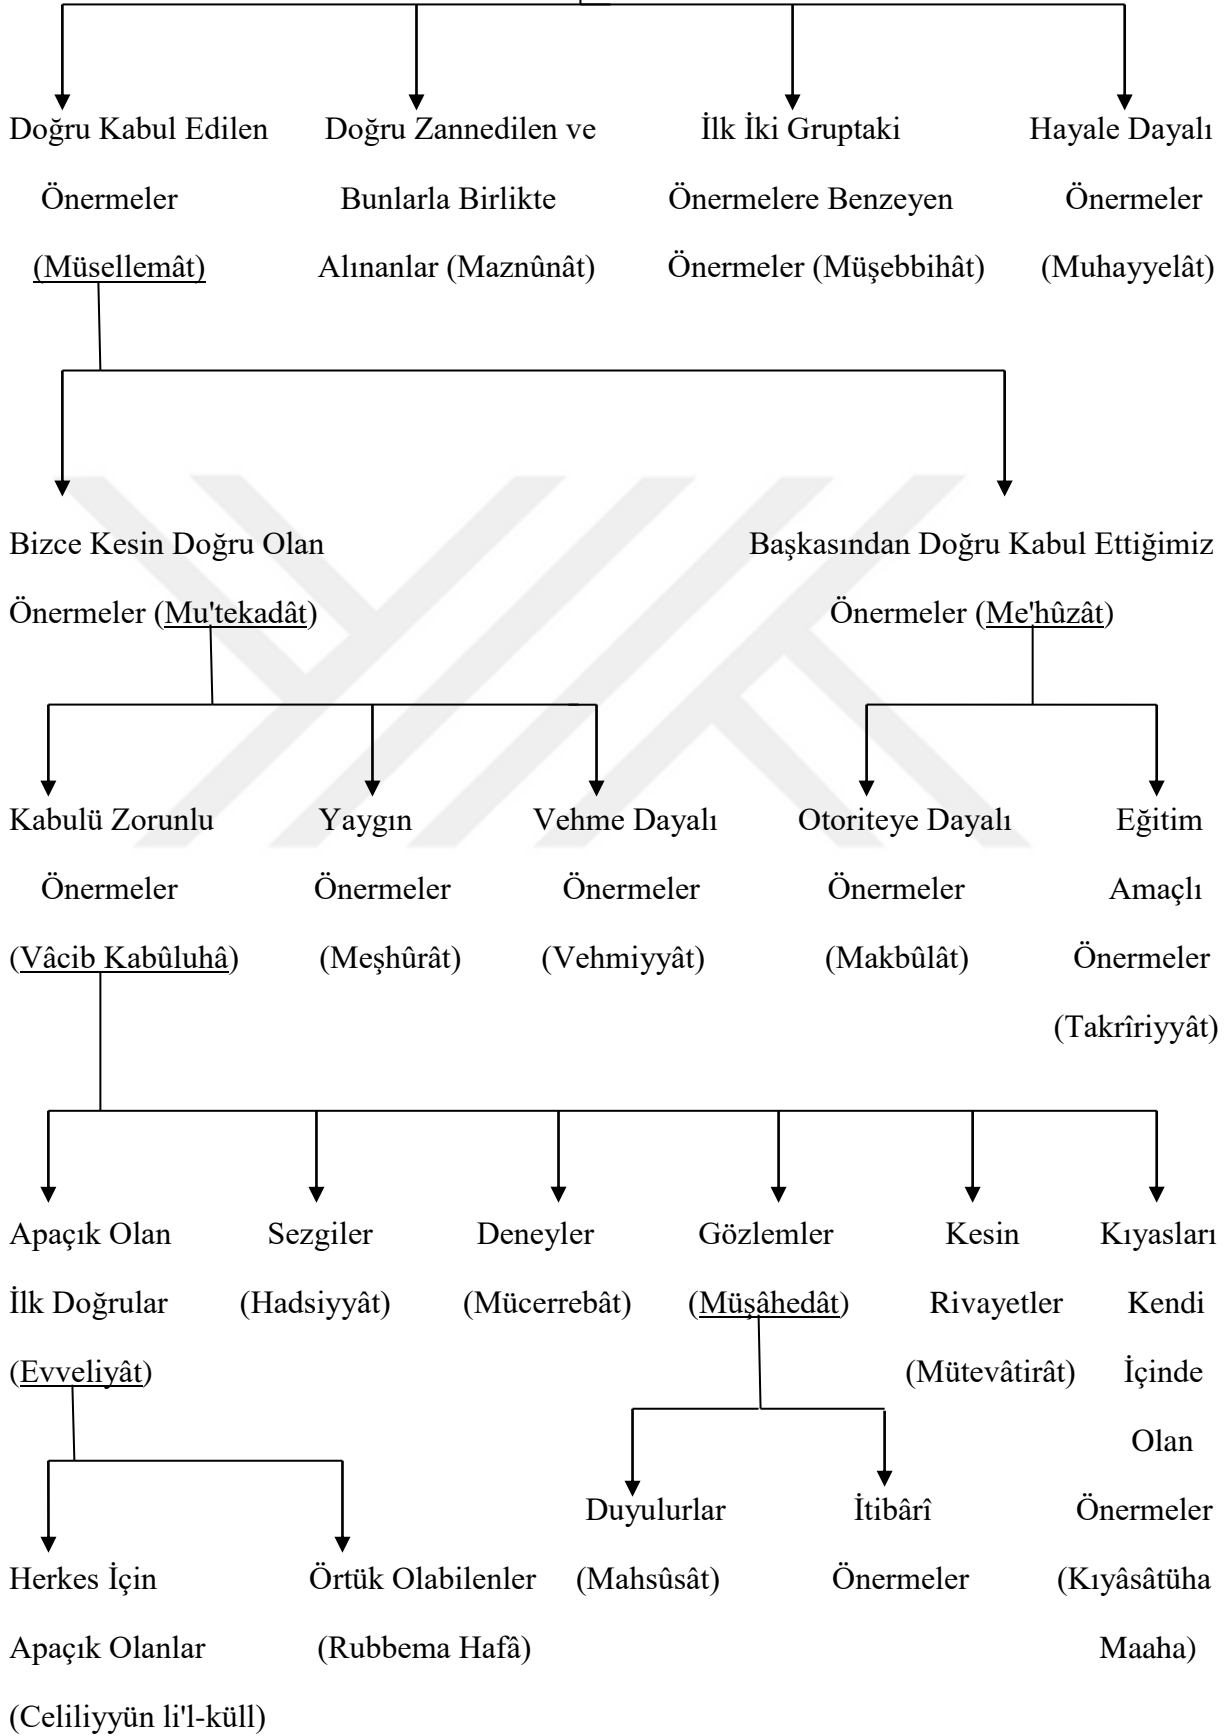 Doğru Kabul Edilen
Önermeler
(Müsellemât)
Doğru Zannedilen ve
Bunlarla Birlikte
Alınanlar (Maznûnât)
İlk İki Gruptaki
Önermelere Benzeyen
Önermeler (Müşebbihât)
Hayale Dayalı
Önermeler
(Muhayyelât)
Bizce Kesin Doğru Olan
Önermeler (Mu'tekadât)
Başkasından Doğru Kabul Ettiğimiz
Önermeler (Me'hûzât)
Kabulü Zorunlu
Önermeler
(Vâcib Kabûluhâ)
Yaygın
Önermeler
(Meşhûrât)
Vehme Dayalı
Önermeler
(Vehmiyyât)
Otoriteye Dayalı
Önermeler
(Makbûlât)
Eğitim
Amaçlı
Önermeler
(Takrîriyyât)
Apaçık Olan
İlk Doğrular
(Evveliyât)
Sezgiler
(Hadsiyyât)
Deneyler
(Mücerrebât)
Gözlemler
(Müşâhedât)
Kesin
Rivayetler
(Mütevâtirât)
Kıyasları
Kendi
İçinde
Olan
Önermeler
(Kıyâsâtüha
Maaha)
Herkes İçin
Apaçık Olanlar
(Celiliyyün li'l-küll)
Örtük Olabilenler
(Rubbema Hafâ)
Duyulurlar
(Mahsûsât)
İtibârî
Önermeler